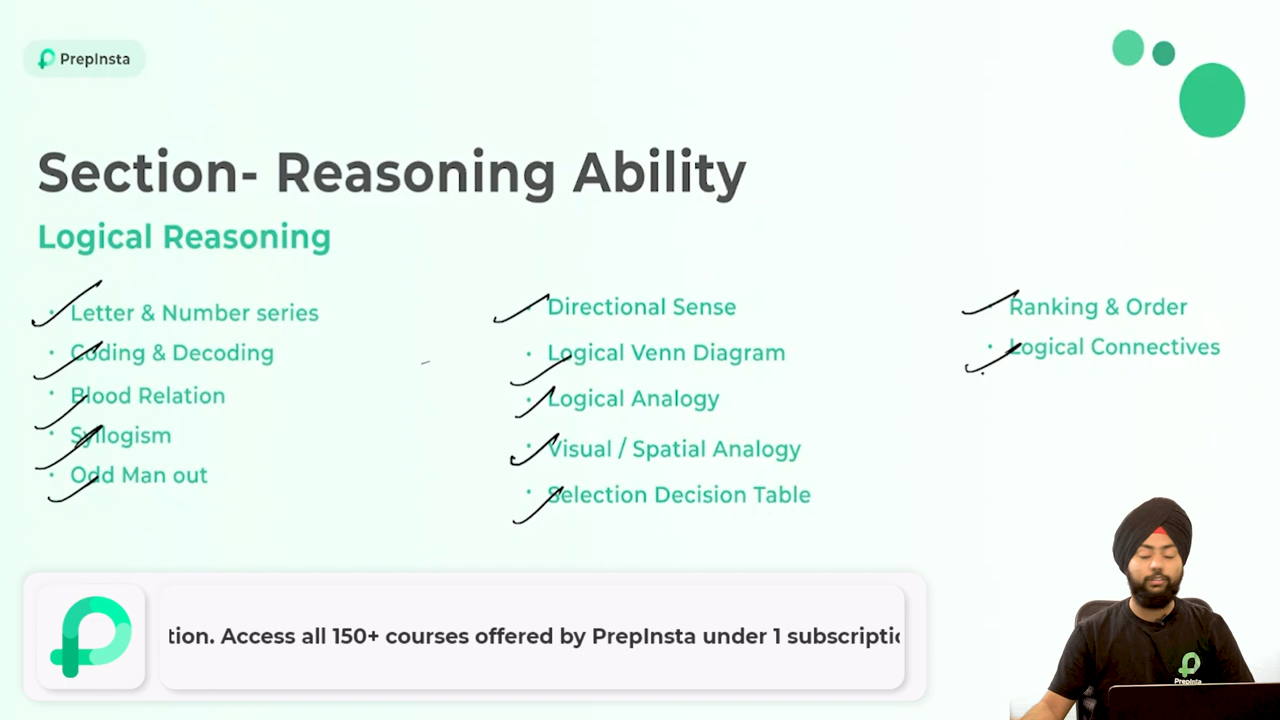 PrepInsta
Section- Reasoning Ability
Logical Reasoning
Letter & Number series
Coding & Decoding
Blood Relation
Syllogism
Odd Man out
Directional Sense
Logical Venn Diagram
Logical Analogy
Visual / Spatial Analogy
Selection Decision Table
Ranking & Order
Logical Connectives
tion. Access all 150+ courses offered by PrepInsta under 1 subscriptio
PrepInsta